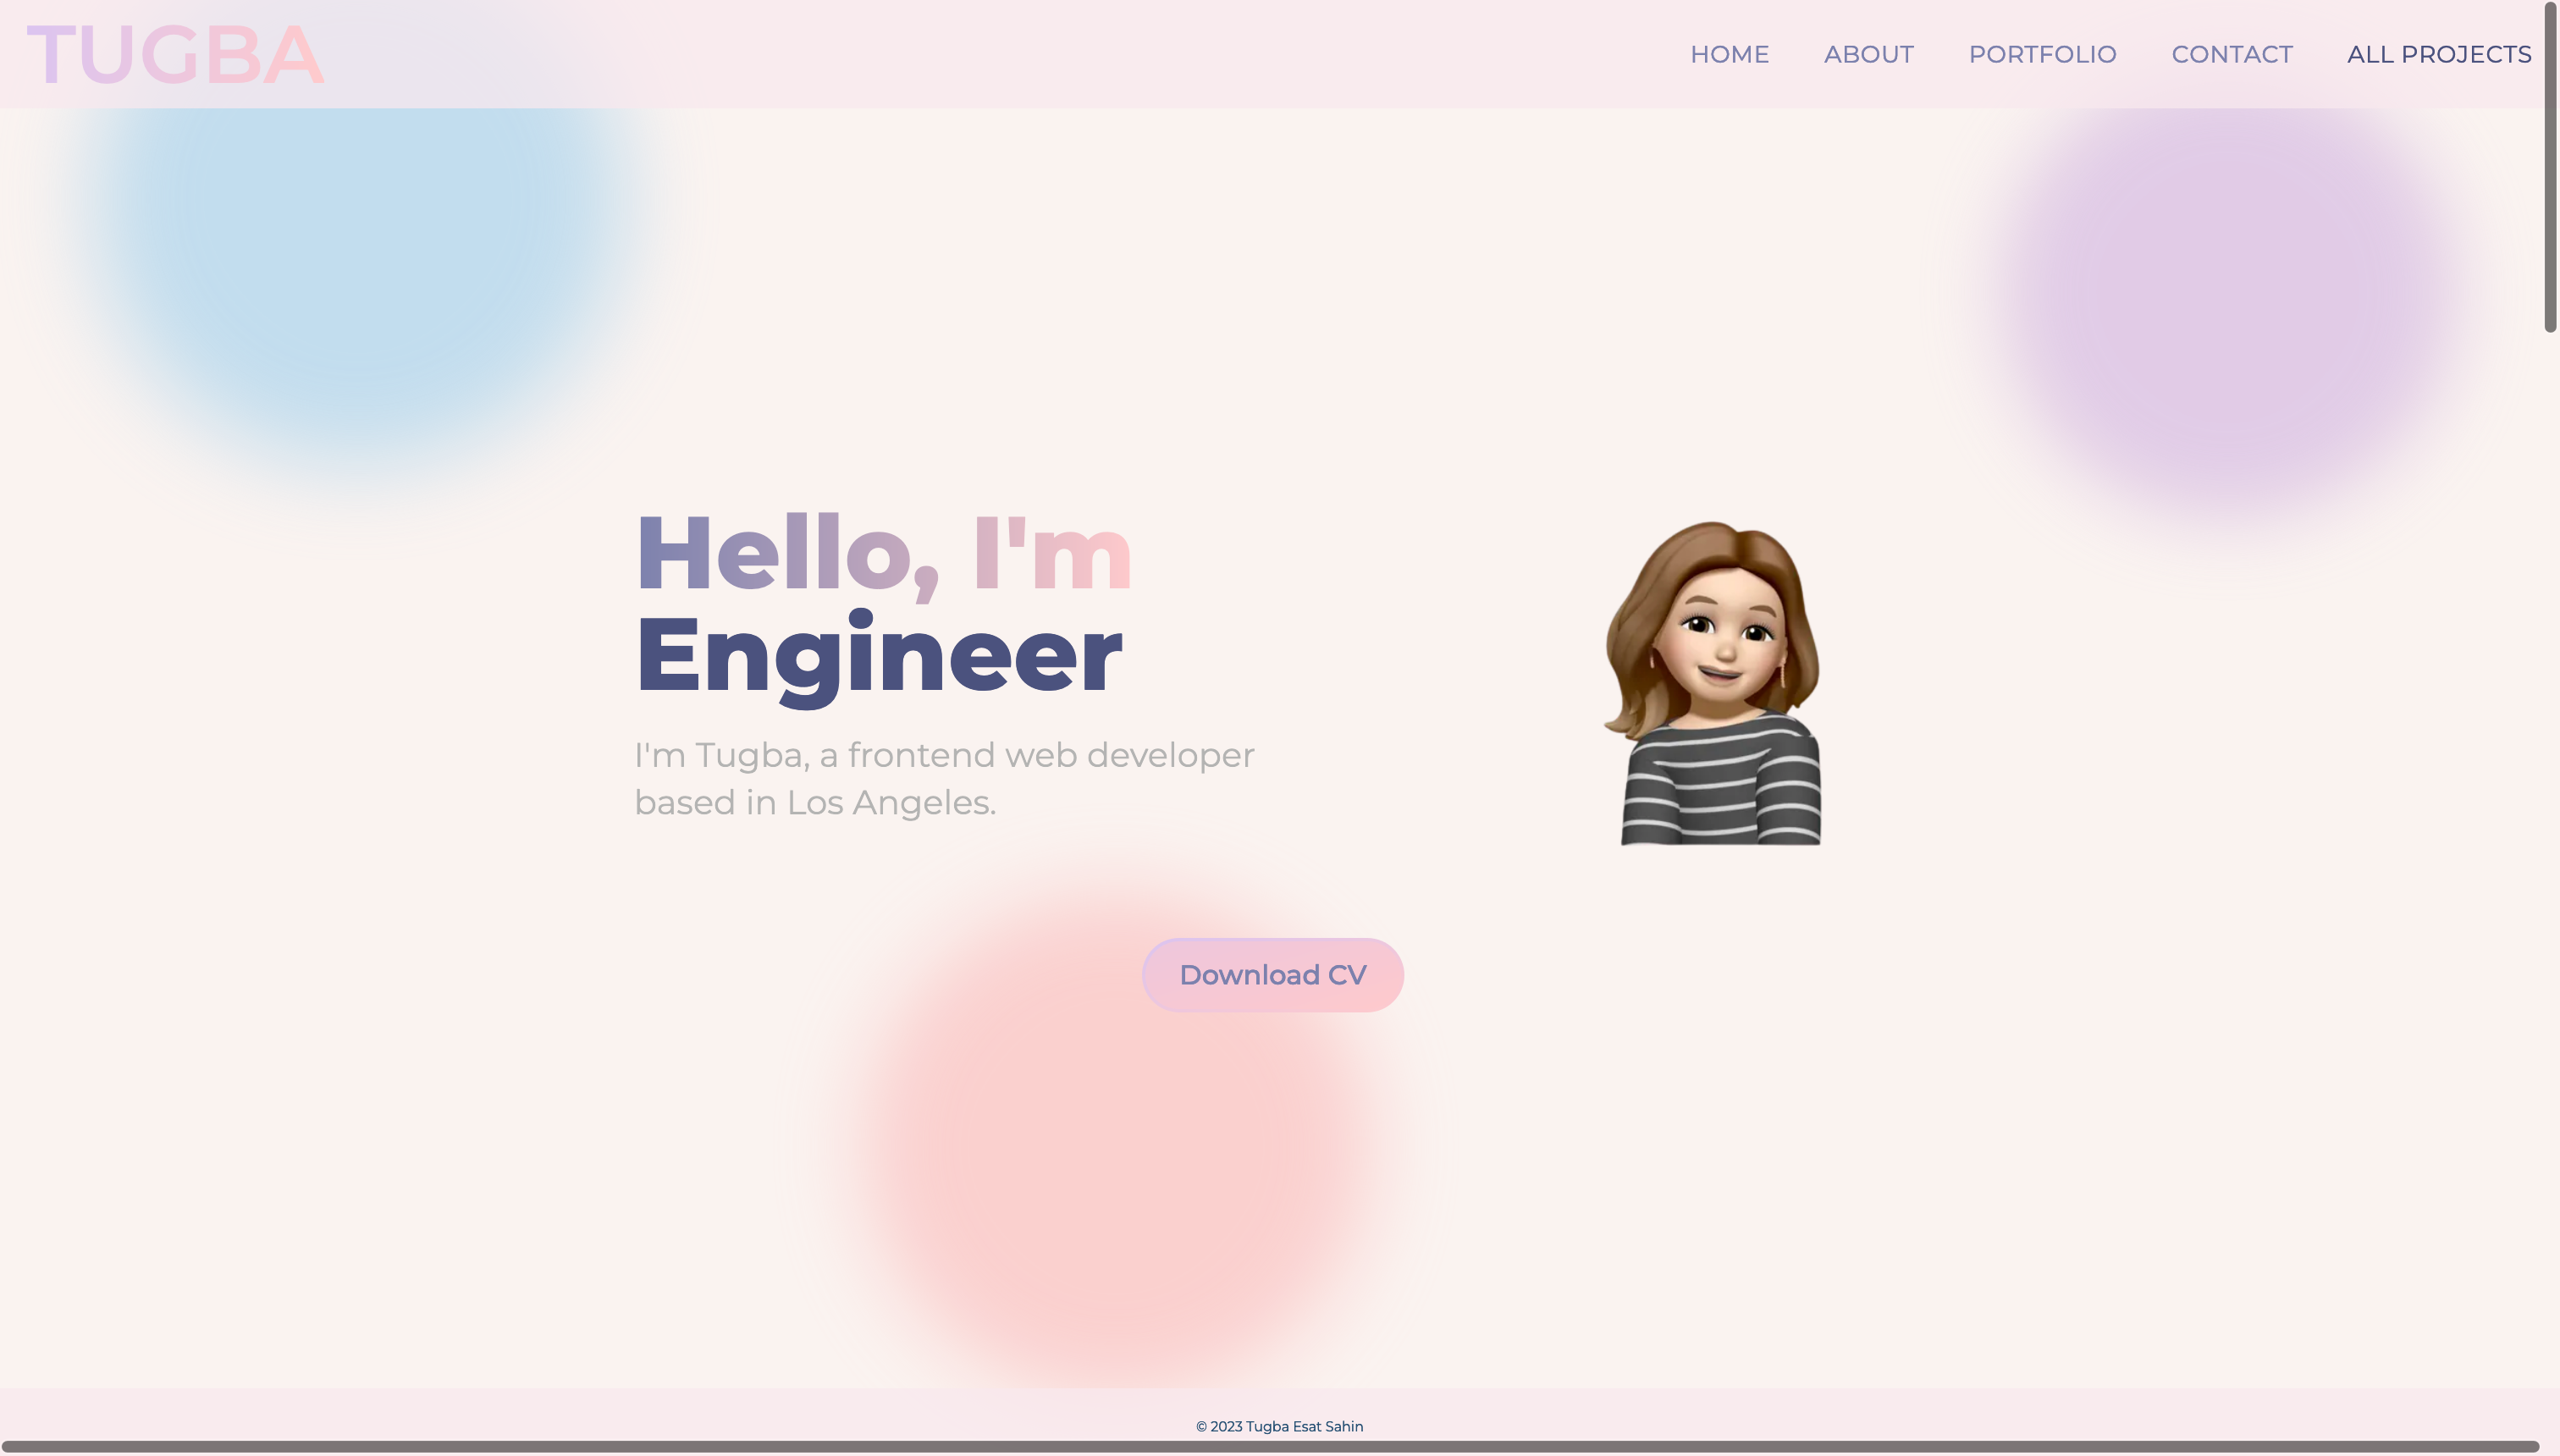 TUGBA
HOME ABOUT PORTFOLIO CONTACT ALL PROJECTS
Hello, I'm
Engineer
I'm Tugba, a frontend web developer
based in Los Angeles.
Download CV
© 2023 Tugba Esat Sahin